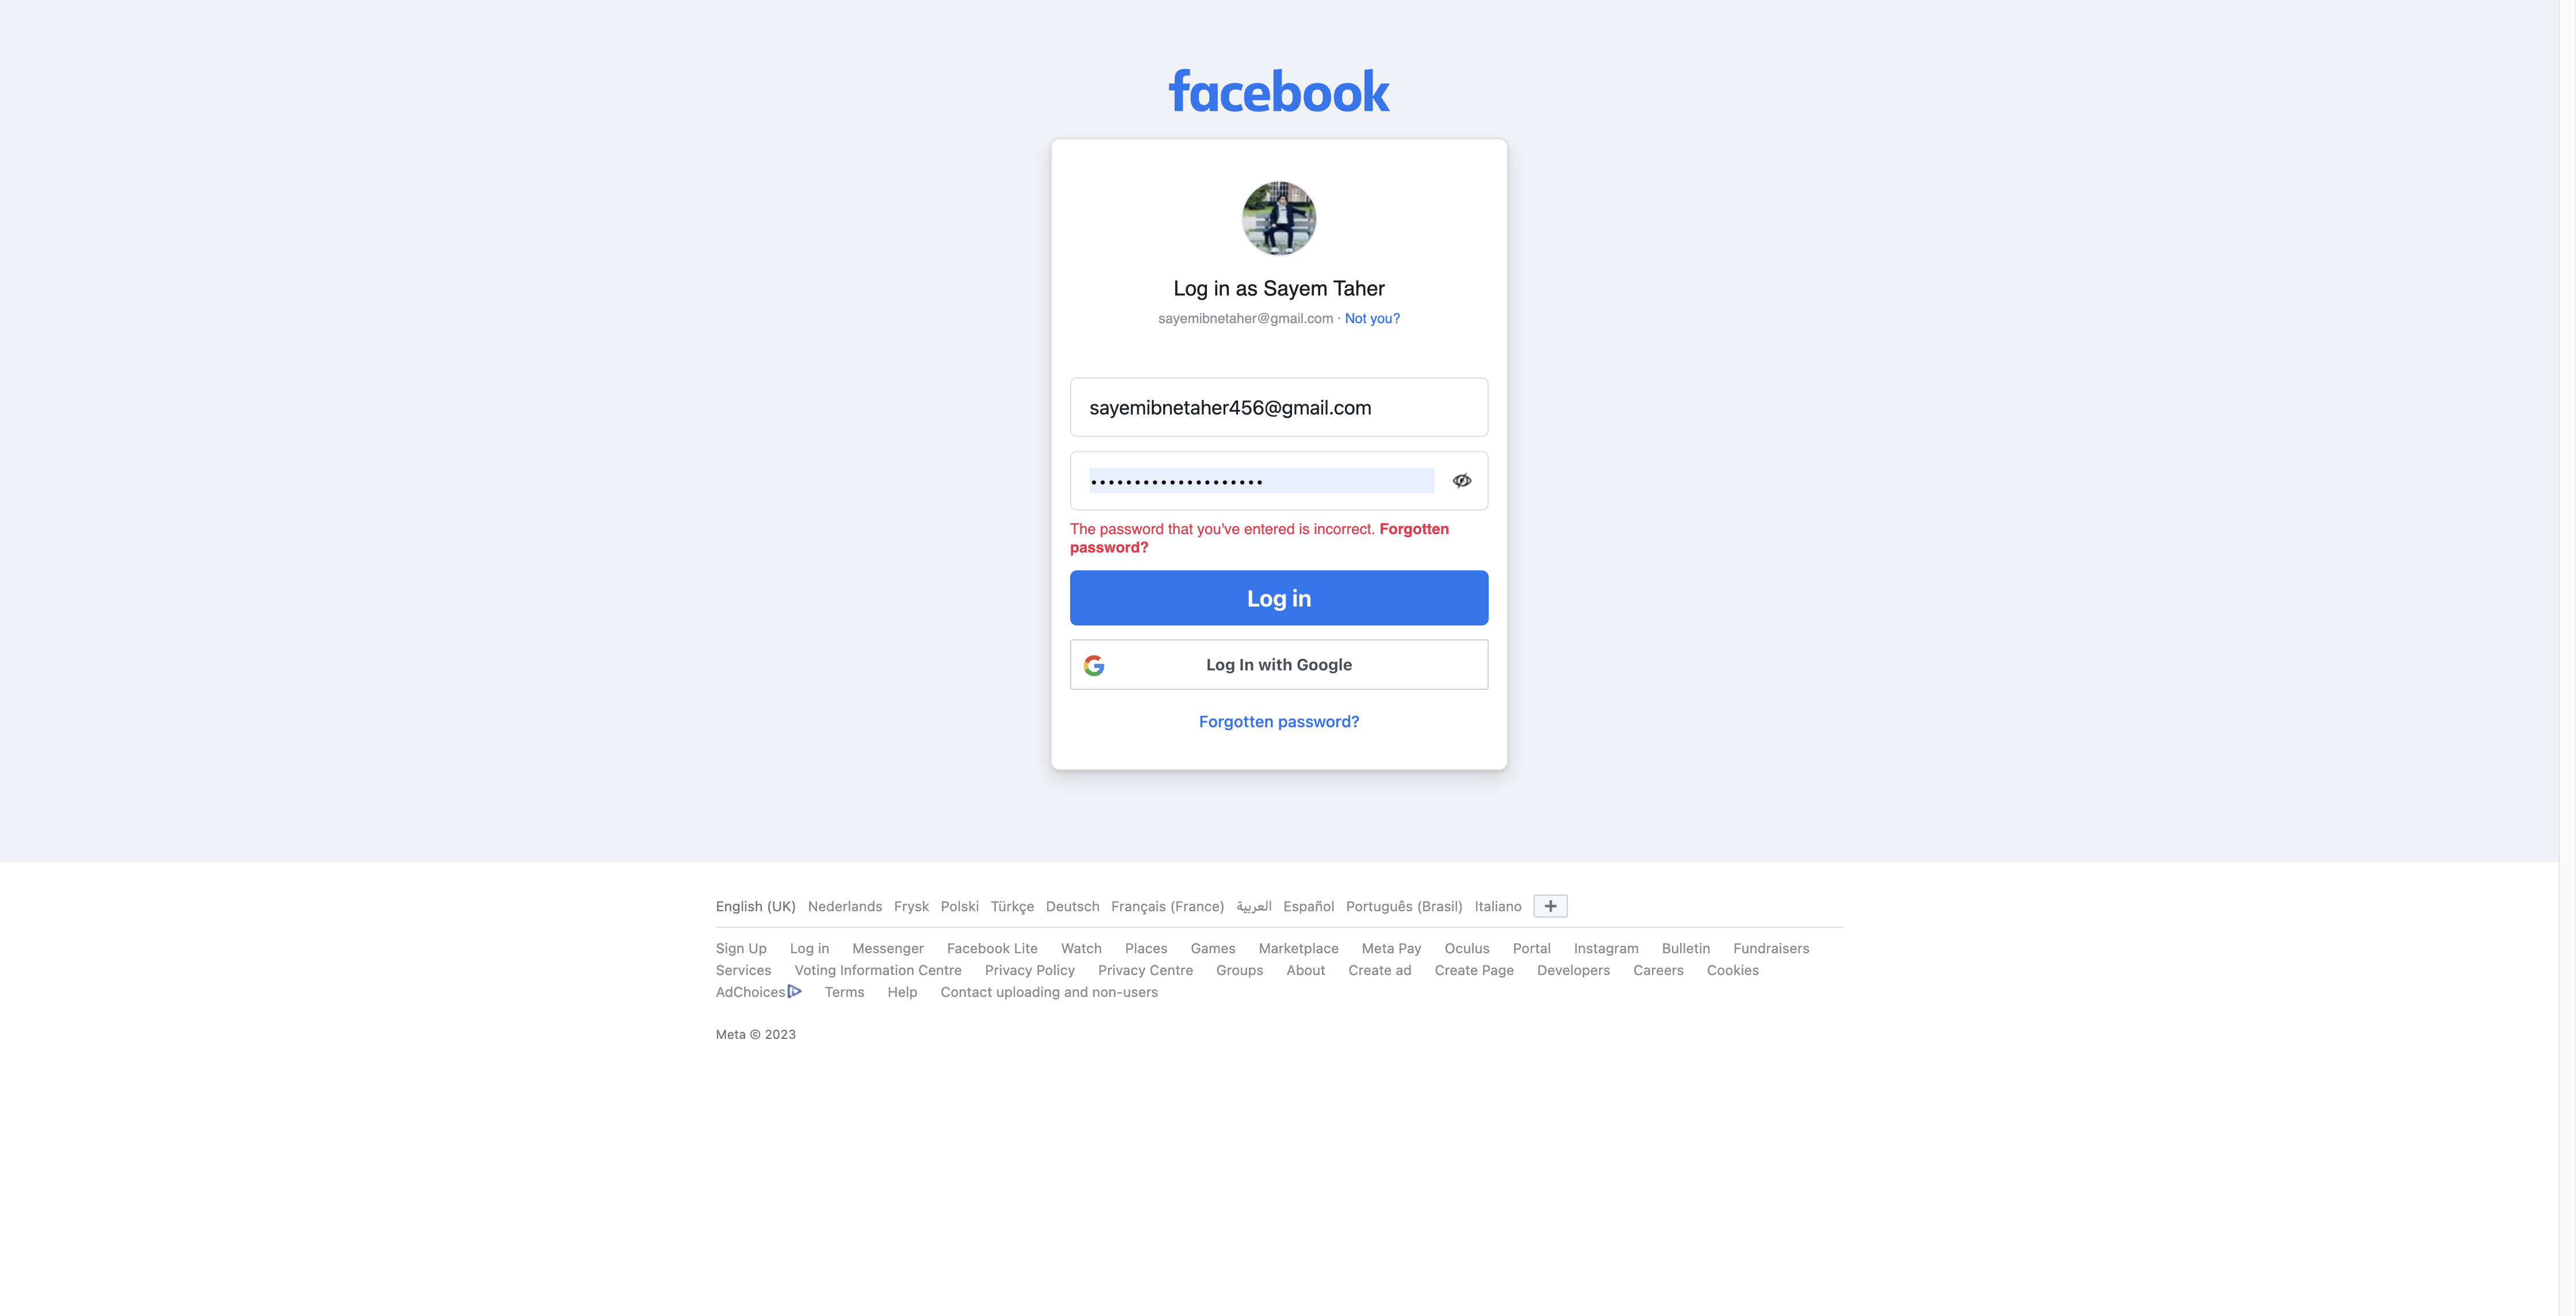 facebook
Log in as Sayem Taher
sayemibnetaher@gmail.com · Not you?
sayemibnetaher456@gmail.com
••••••••••••••••••••
The password that you've entered is incorrect. Forgotten
password?
Log in
Log In with Google
Forgotten password?
English (UK) Nederlands Frysk Polski Türkçe Deutsch Français (France) العربية Español Português (Brasil) Italiano +
Sign Up Log in Messenger Facebook Lite Watch Places Games Marketplace Meta Pay Oculus Portal Instagram Bulletin Fundraisers
Services Voting Information Centre Privacy Policy Privacy Centre Groups About Create ad Create Page Developers Careers Cookies
AdChoices Terms Help Contact uploading and non-users
Meta © 2023